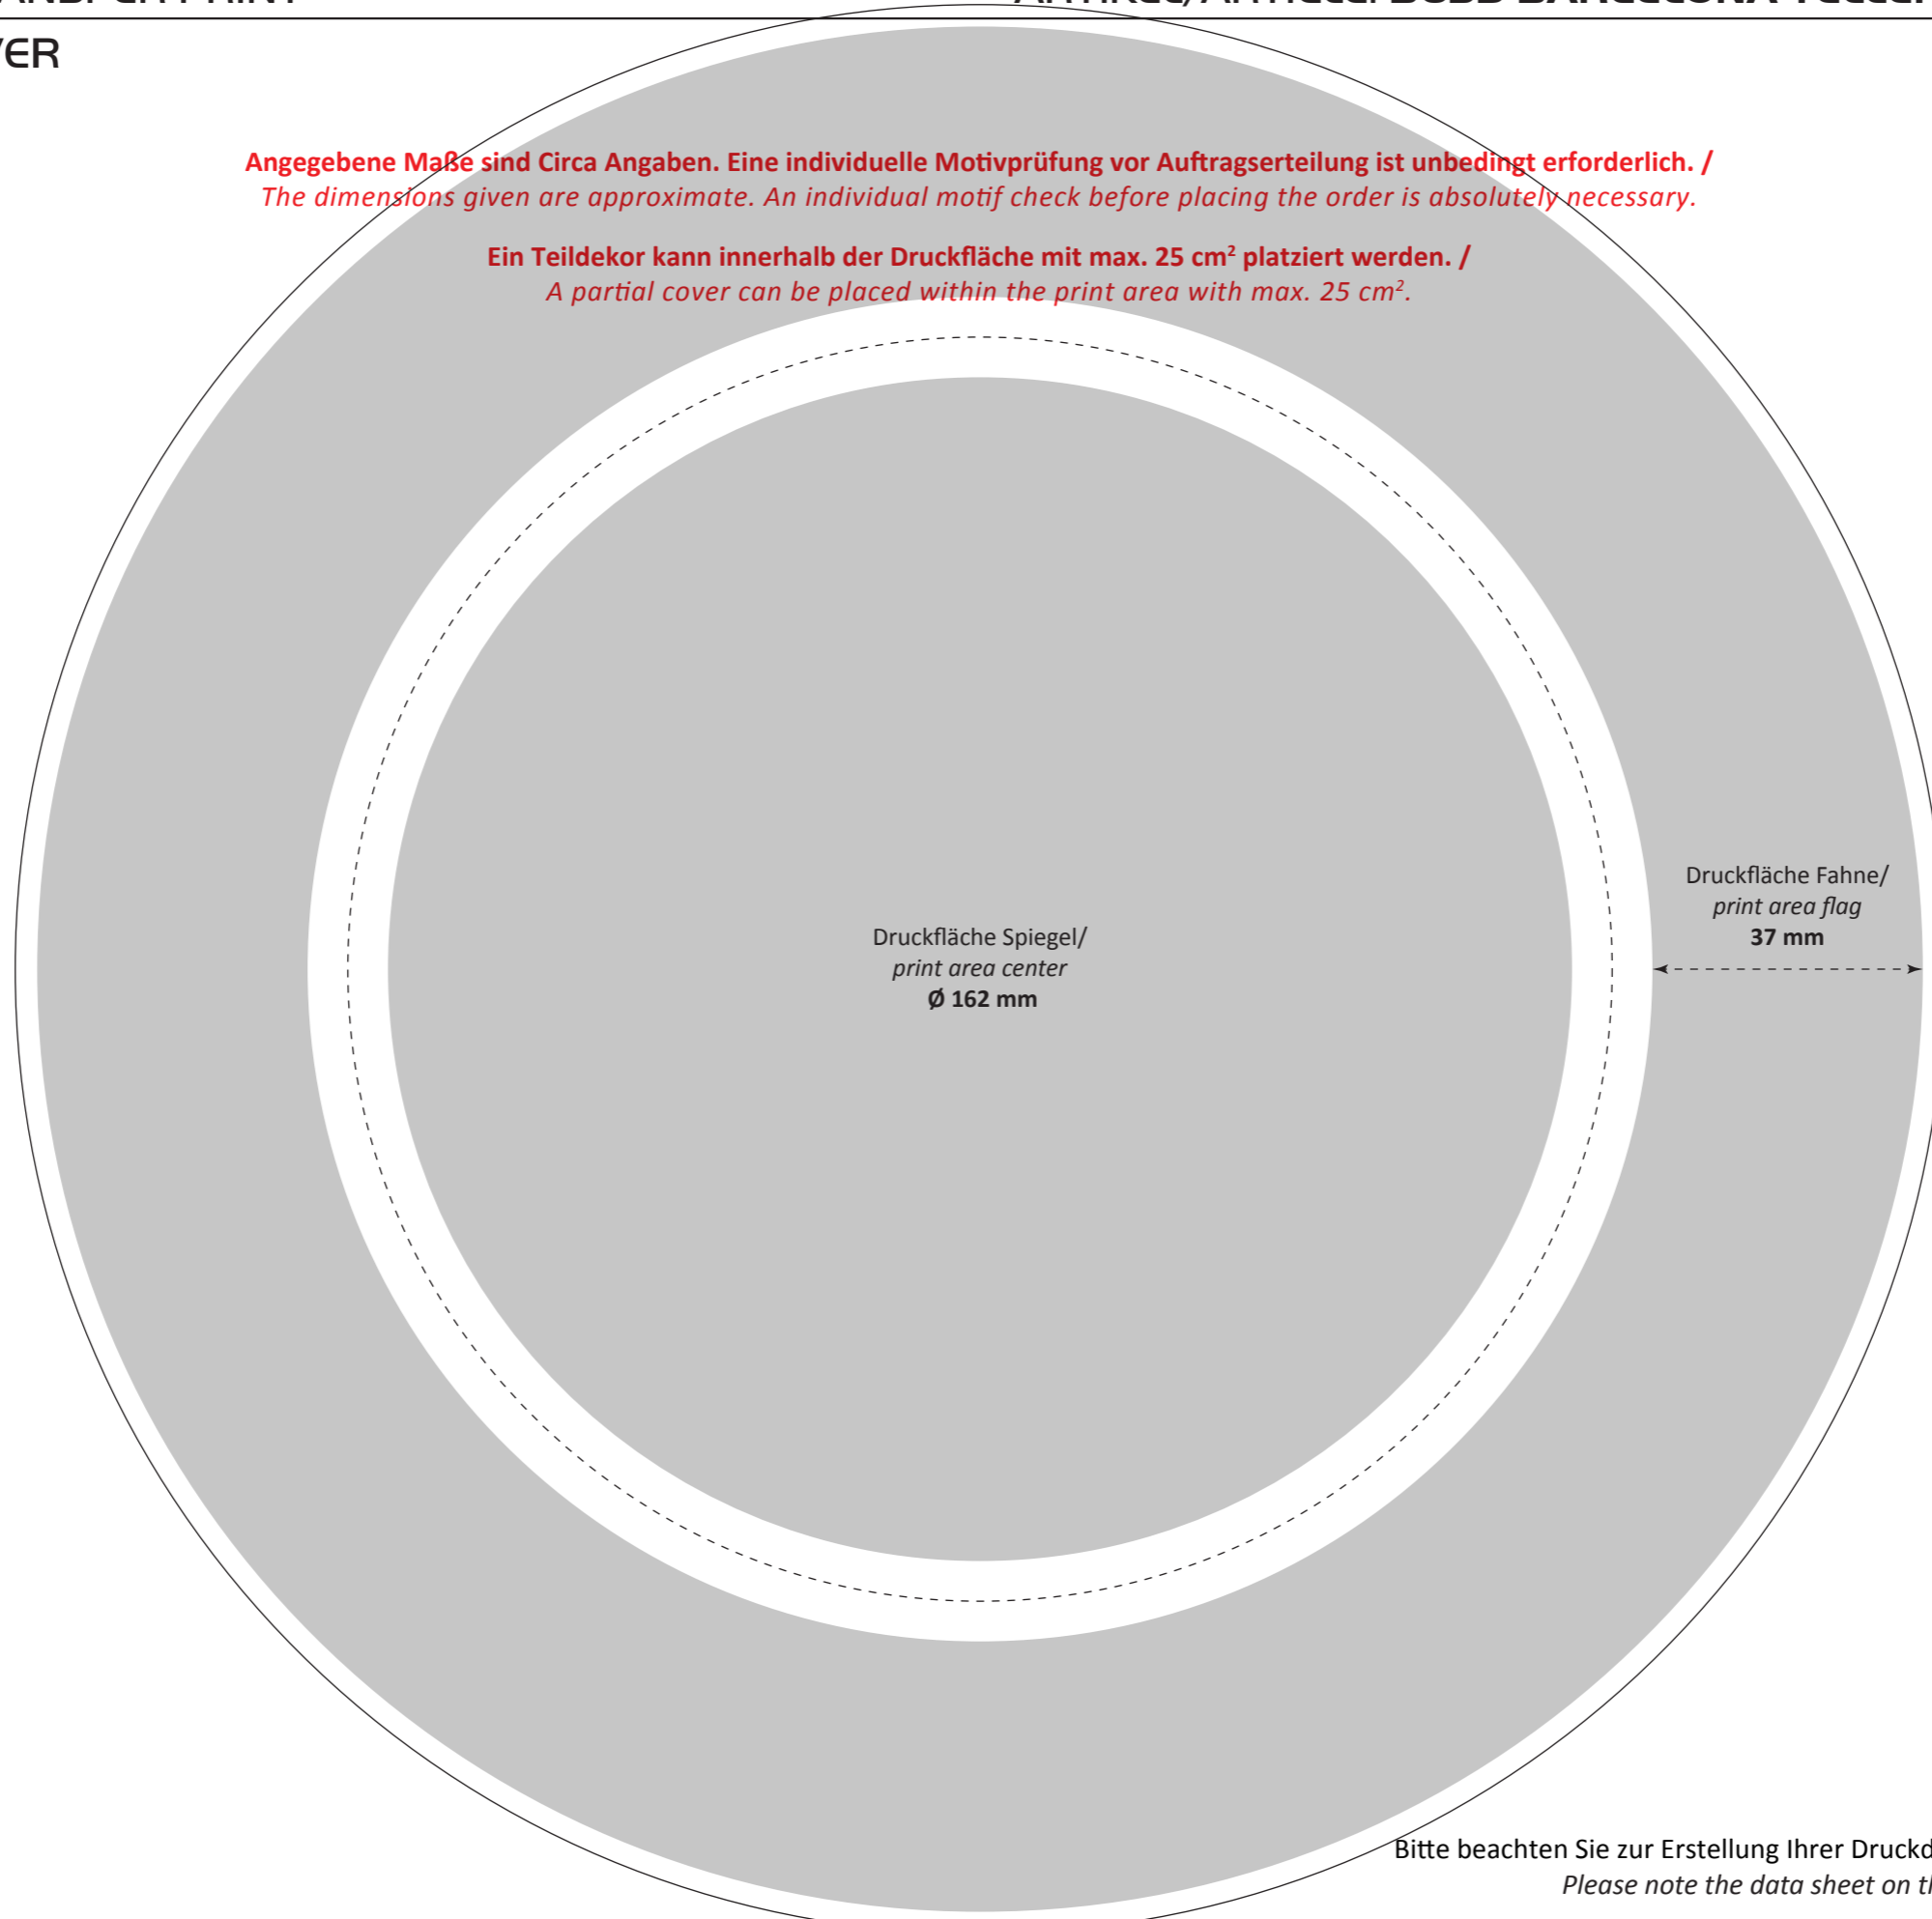 PRINT
BARCELONA
VER
Angegebene Maße sind Circa Angaben. Eine individuelle Motivprüfung vor Auftragserteilung ist unbedingt erforderlich. /
The dimensions given are approximate. An individual motif check before placing the order is absolutely necessary.
Ein Teildekor kann innerhalb der Druckfläche mit max. 25 cm² platziert werden. /
A partial cover can be placed within the print area with max. 25 cm².
Druckfläche Fahne/
print area flag
37 mm
Druckfläche Spiegel/
print area center
Ø 162 mm
Bitte beachten Sie zur Erstellung Ihrer Druckd
Please note the data sheet on th